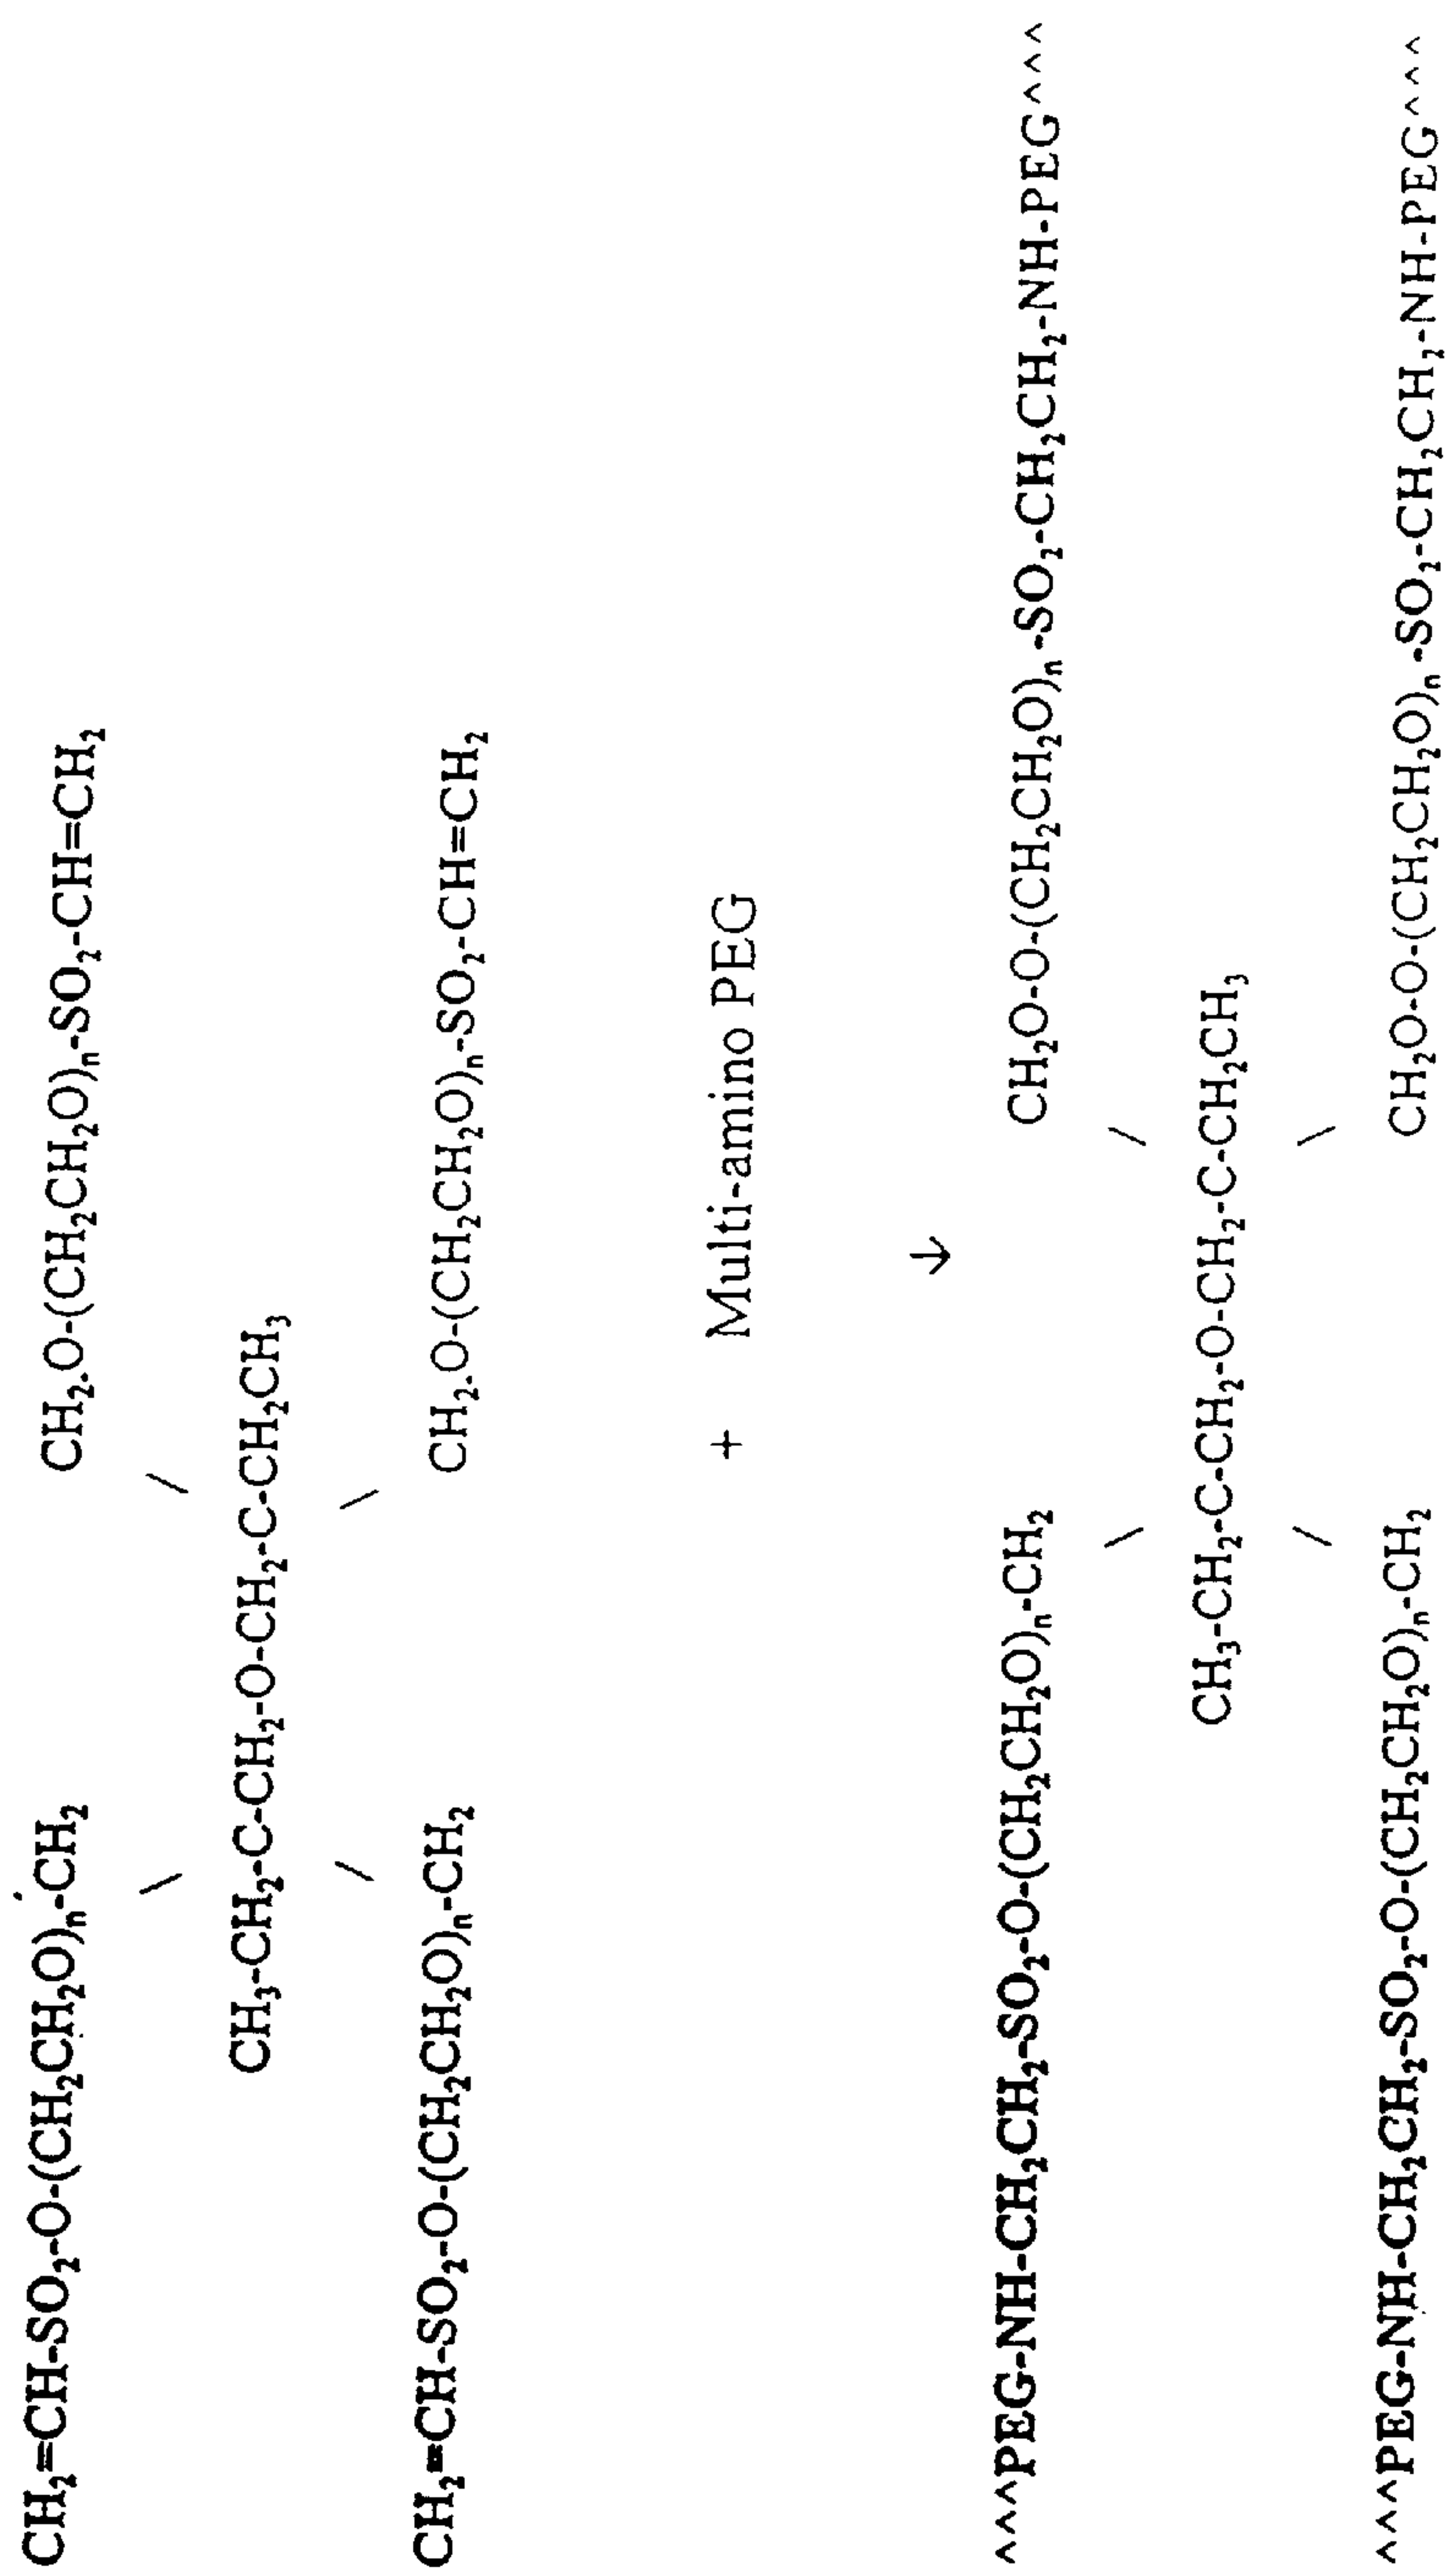 CH₂=CH-SO₂-O-(CH₂CH₂O)ₙ-CH₂ CH₂-O-(CH₂CH₂O)ₙ-SO₂-CH=CH₂
\ /
CH₃-CH₂-C-CH₂-O-CH₂-C-CH₂CH₃
/ \
CH₂=CH-SO₂-O-(CH₂CH₂O)ₙ-CH₂ CH₂-O-(CH₂CH₂O)ₙ-SO₂-CH=CH₂
+ Multi-amino PEG
↓
^^^PEG-NH-CH₂CH₂-SO₂-O-(CH₂CH₂O)ₙ-CH₂ CH₂O-O-(CH₂CH₂O)ₙ-SO₂-CH₂CH₂-NH-PEG^^^
\ /
CH₃-CH₂-C-CH₂-O-CH₂-C-CH₂CH₃
/ \
^^^PEG-NH-CH₂CH₂-SO₂-O-(CH₂CH₂O)ₙ-CH₂ CH₂O-O-(CH₂CH₂O)ₙ-SO₂-CH₂CH₂-NH-PEG^^^